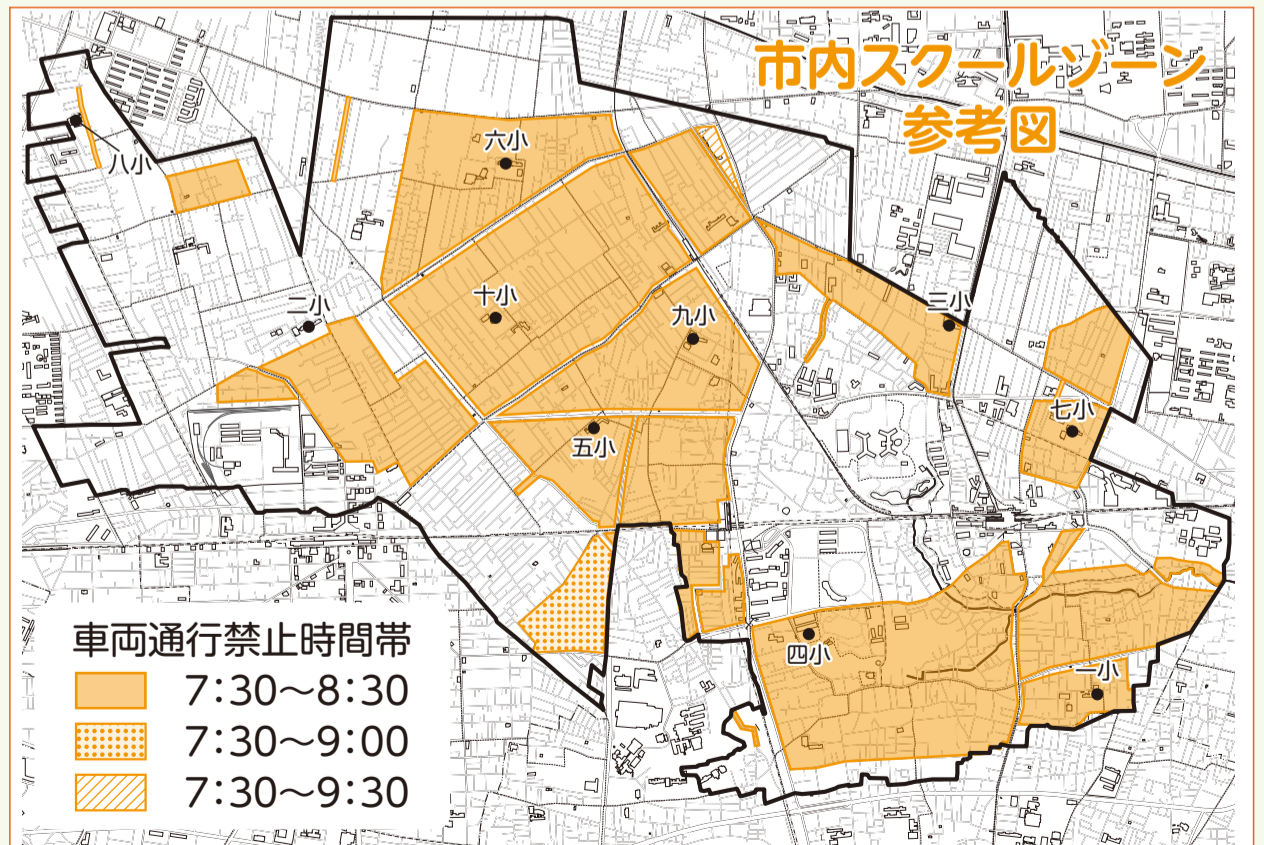 市内スクールゾーン
参考図
六小
八小
十小
二小
九小
三小
七小
五小
四小
一小
車両通行禁止時間帯
7:30～8:30
7:30～9:00
7:30～9:30